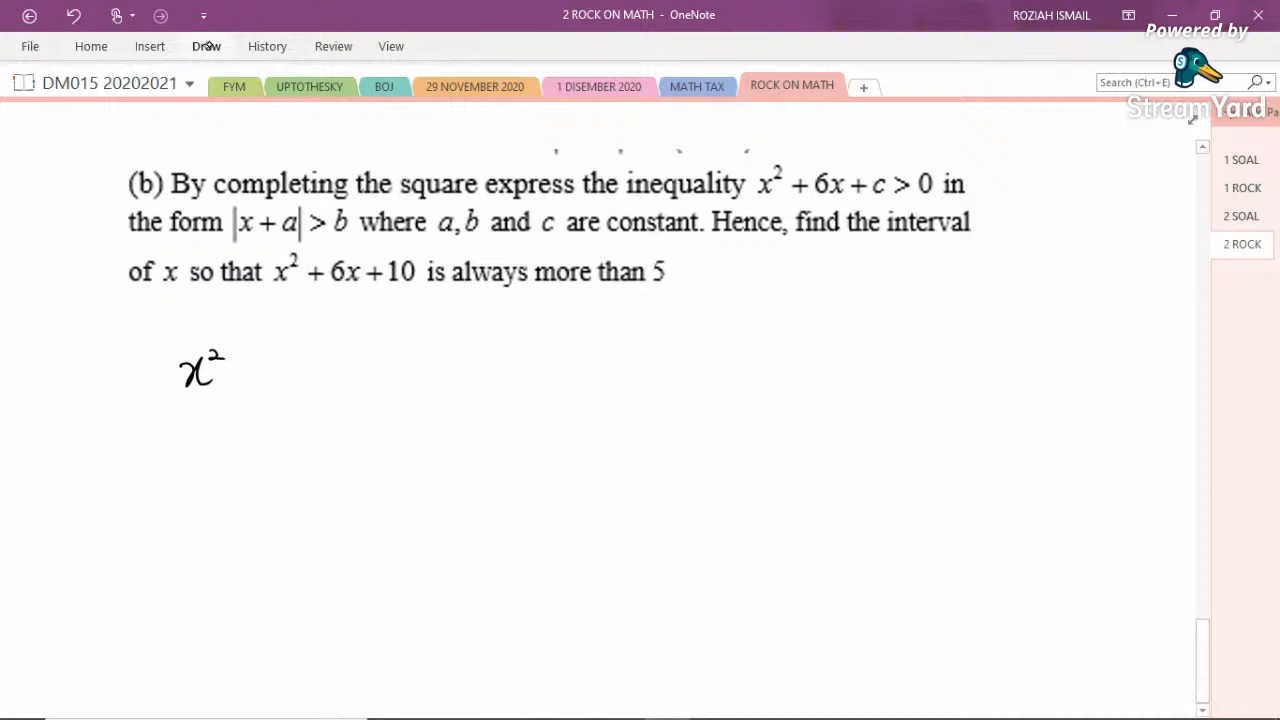 2 ROCK ON MATH - OneNote
ROZIAH ISMAIL
Powered by
File Home Insert Draw History Review View
StreamYard
DM015 20202021
FYM UPTOTHESKY BOJ 29 NOVEMBER 2020 1 DISEMBER 2020 MATH TAX ROCK ON MATH +
Search (Ctrl+E)
1 SOAL
1 ROCK
2 SOAL
2 ROCK
(b) By completing the square express the inequality x² + 6x + c > 0 in
the form |x + a| > b where a, b and c are constant. Hence, find the interval
of x so that x² + 6x + 10 is always more than 5
x²